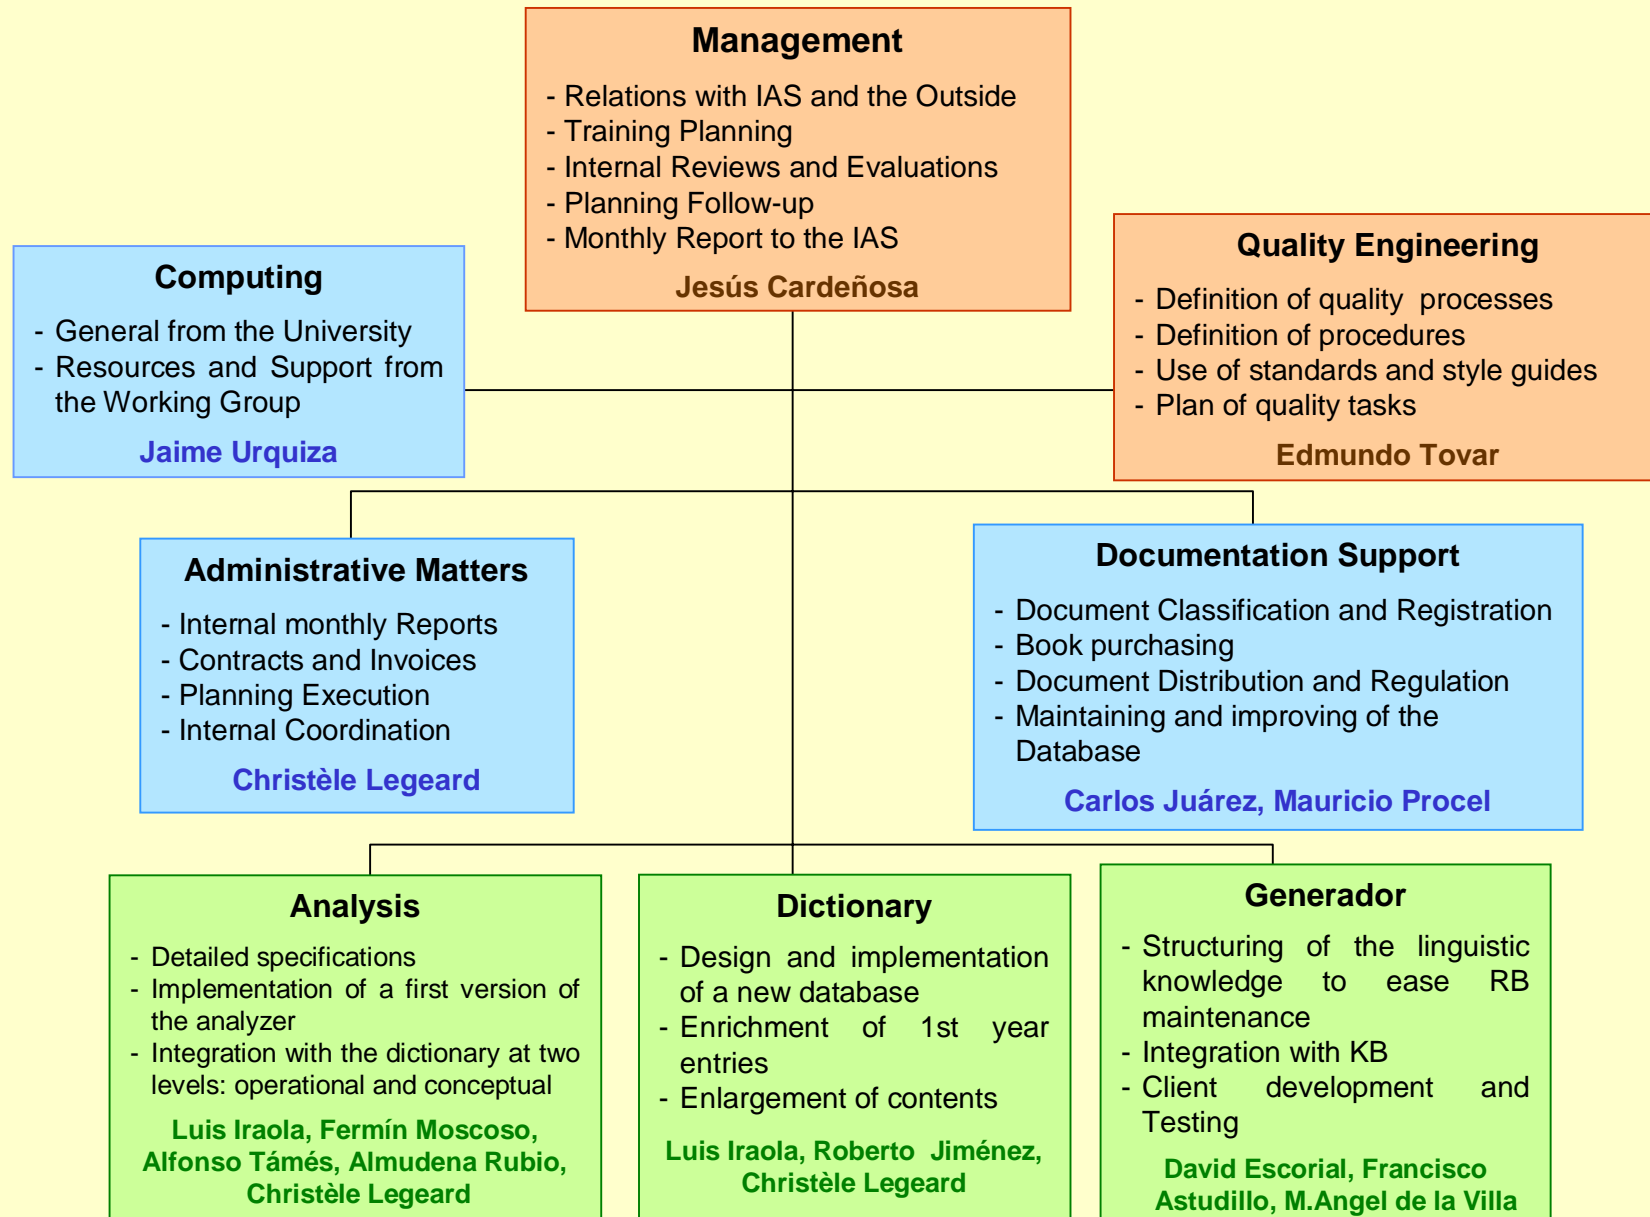 Management
- Relations with IAS and the Outside
- Training Planning
- Internal Reviews and Evaluations
- Planning Follow-up
- Monthly Report to the IAS
Jesús Cardeñosa
Computing
- General from the University
- Resources and Support from
the Working Group
Jaime Urquiza
Quality Engineering
- Definition of quality processes
- Definition of procedures
- Use of standards and style guides
- Plan of quality tasks
Edmundo Tovar
Administrative Matters
- Internal monthly Reports
- Contracts and Invoices
- Planning Execution
- Internal Coordination
Christèle Legeard
Documentation Support
- Document Classification and Registration
- Book purchasing
- Document Distribution and Regulation
- Maintaining and improving of the
Database
Carlos Juárez, Mauricio Procel
Analysis
- Detailed specifications
- Implementation of a first version of
the analyzer
- Integration with the dictionary at two
levels: operational and conceptual
Luis Iraola, Fermín Moscoso,
Alfonso Támés, Almudena Rubio,
Christèle Legeard
Dictionary
- Design and implementation
of a new database
- Enrichment of 1st year
entries
- Enlargement of contents
Luis Iraola, Roberto Jiménez,
Christèle Legeard
Generador
- Structuring of the linguistic
knowledge to ease RB
maintenance
- Integration with KB
- Client development and
Testing
David Escorial, Francisco
Astudillo, M.Angel de la Villa